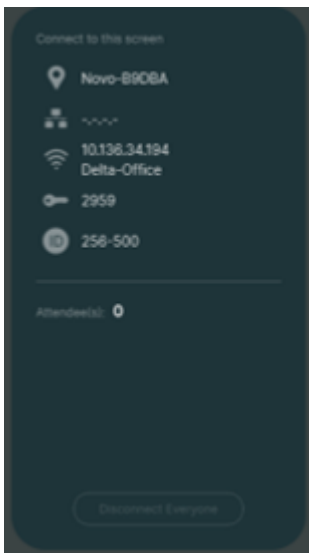 Connect to this screen
Novo-B9DBA
-.-.-.-
10.136.34.194
Delta-Office
2959
ID
256-500
Attendee(s): 0
Disconnect Everyone